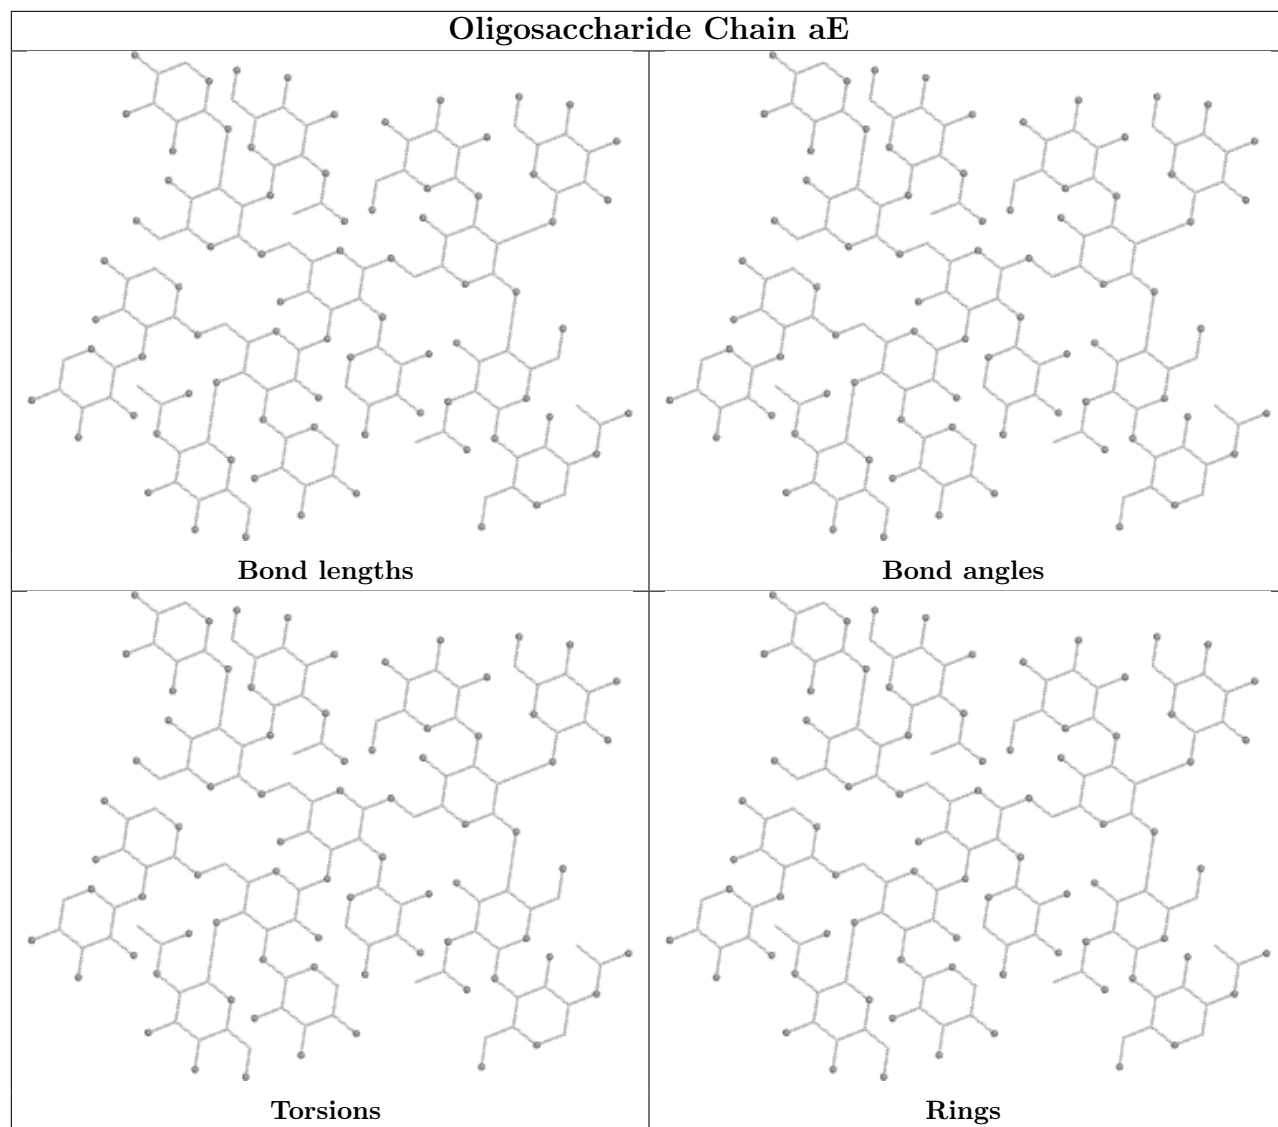 Oligosaccharide Chain aE
Bond lengths
Bond angles
Torsions
Rings